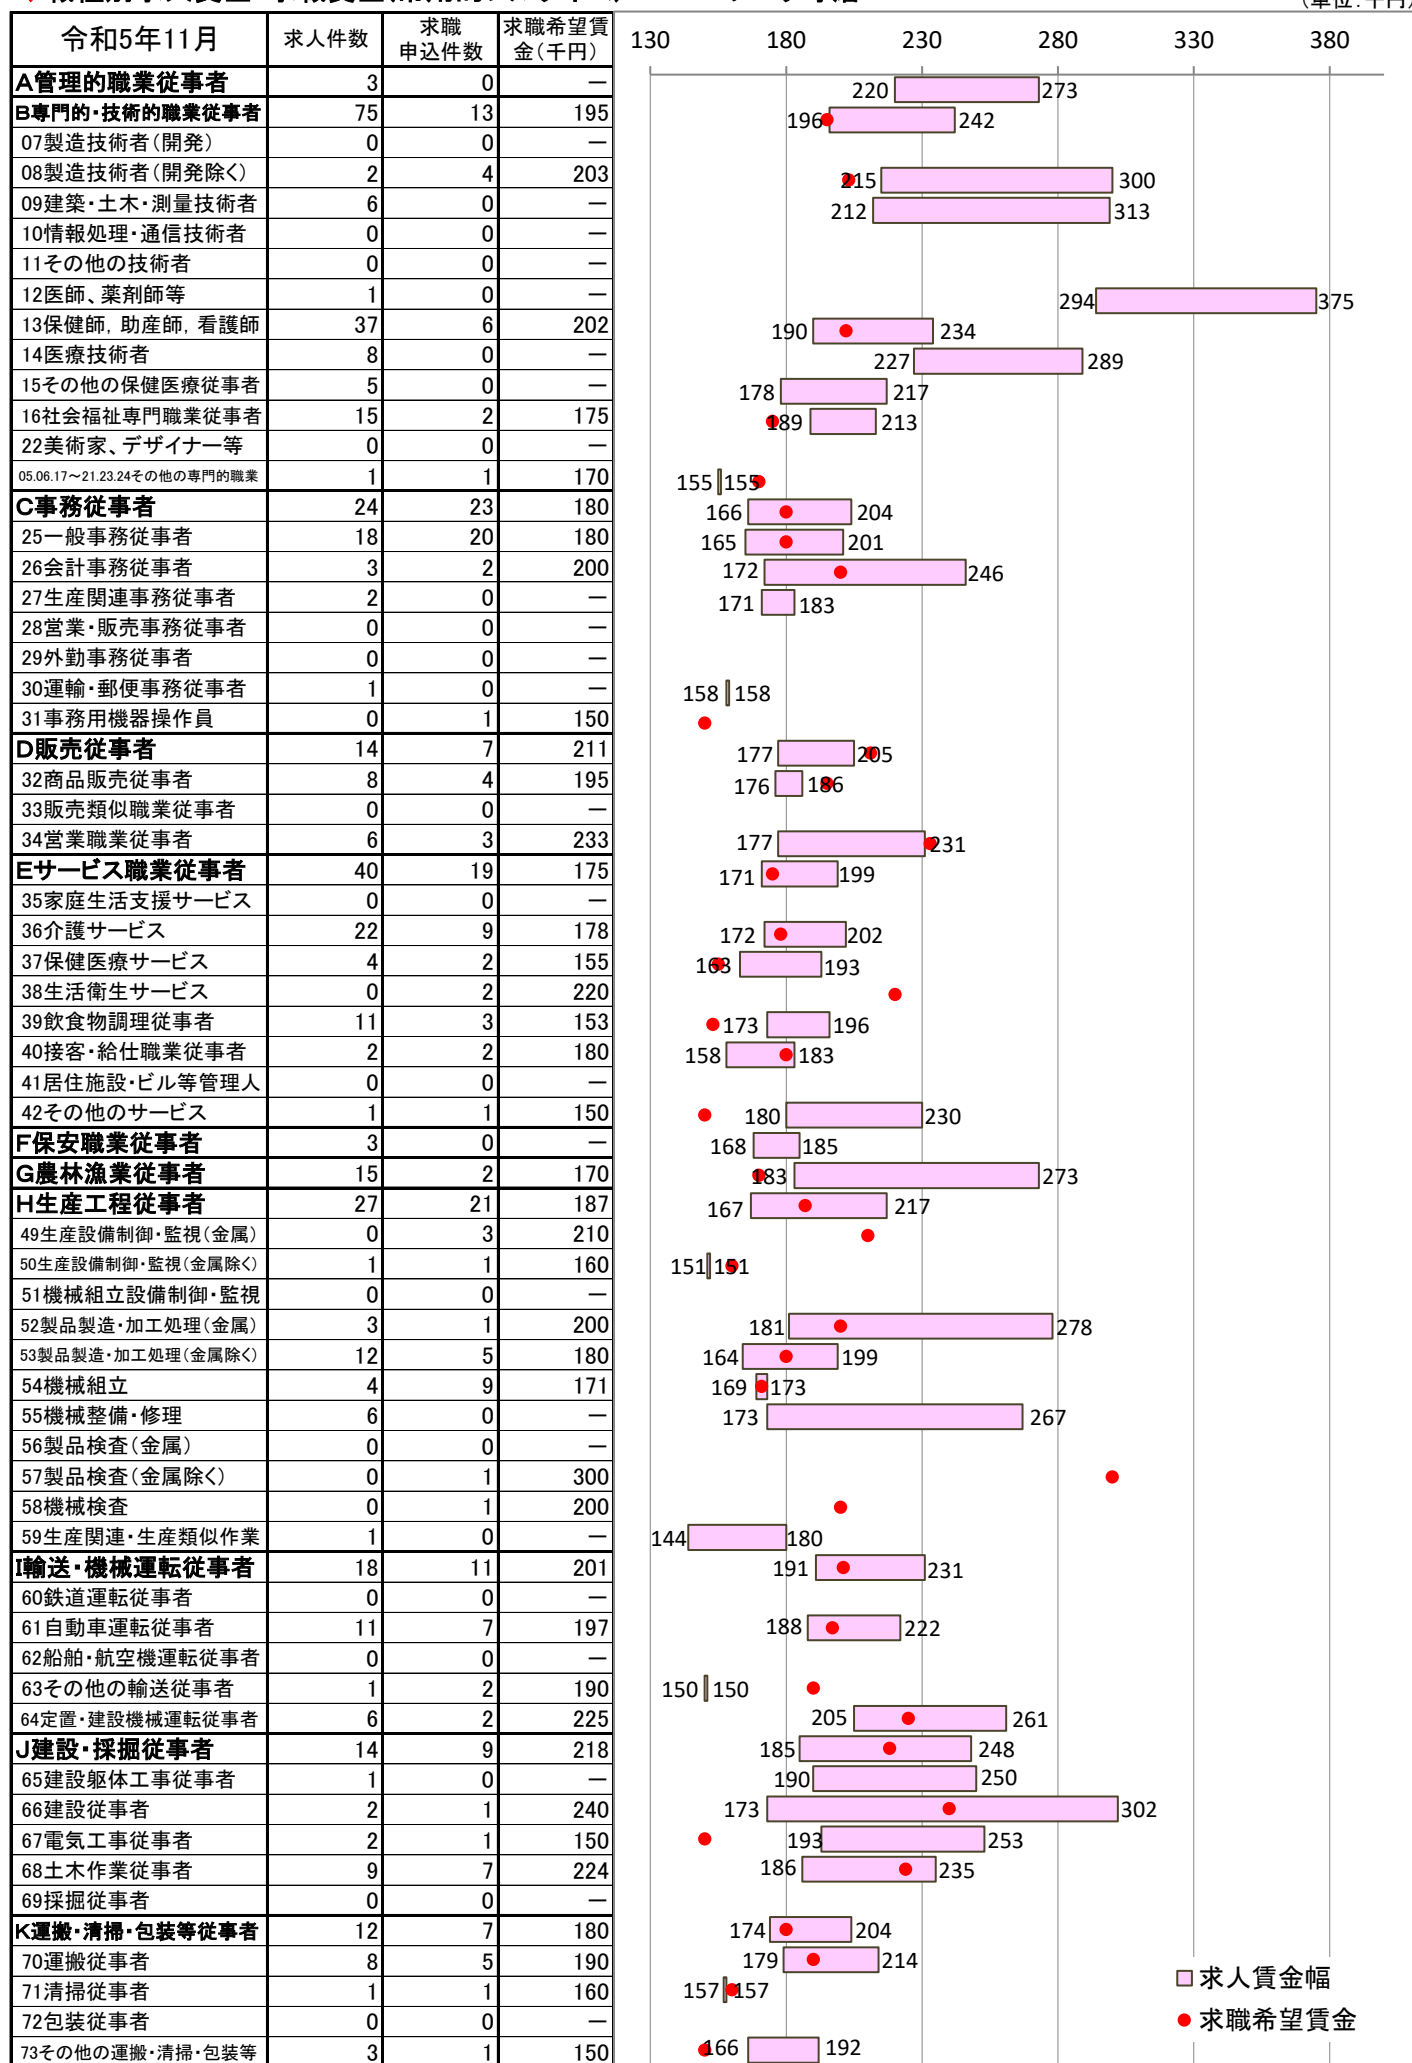 (単位:千円)
令和5年11月 求人件数 求職申込件数 求職希望賃金(千円) 130 180 230 280 330 380
A管理的職業従事者 3 0 ― 220 273
B専門的・技術的職業従事者 75 13 195 196 242
07製造技術者(開発) 0 0 ―
08製造技術者(開発除く) 2 4 203 215 300
09建築・土木・測量技術者 6 0 ― 212 313
10情報処理・通信技術者 0 0 ―
11その他の技術者 0 0 ―
12医師、薬剤師等 1 0 ― 294 375
13保健師，助産師，看護師 37 6 202 190 234
14医療技術者 8 0 ― 227 289
15その他の保健医療従事者 5 0 ― 178 217
16社会福祉専門職業従事者 15 2 175 189 213
22美術家、デザイナー等 0 0 ―
05.06.17～21.23.24その他の専門的職業 1 1 170 155 155
C事務従事者 24 23 180 166 204
25一般事務従事者 18 20 180 165 201
26会計事務従事者 3 2 200 172 246
27生産関連事務従事者 2 0 ― 171 183
28営業・販売事務従事者 0 0 ―
29外勤事務従事者 0 0 ―
30運輸・郵便事務従事者 1 0 ― 158 158
31事務用機器操作員 0 1 150
D販売従事者 14 7 211 177 205
32商品販売従事者 8 4 195 176 186
33販売類似職業従事者 0 0 ―
34営業職業従事者 6 3 233 177 231
Eサービス職業従事者 40 19 175 171 199
35家庭生活支援サービス 0 0 ―
36介護サービス 22 9 178 172 202
37保健医療サービス 4 2 155 163 193
38生活衛生サービス 0 2 220
39飲食物調理従事者 11 3 153 173 196
40接客・給仕職業従事者 2 2 180 158 183
41居住施設・ビル等管理人 0 0 ―
42その他のサービス 1 1 150 180 230
F保安職業従事者 3 0 ― 168 185
G農林漁業従事者 15 2 170 183 273
H生産工程従事者 27 21 187 167 217
49生産設備制御・監視(金属) 0 3 210
50生産設備制御・監視(金属除く) 1 1 160 151 151
51機械組立設備制御・監視 0 0 ―
52製品製造・加工処理(金属) 3 1 200 181 278
53製品製造・加工処理(金属除く) 12 5 180 164 199
54機械組立 4 9 171 169 173
55機械整備・修理 6 0 ― 173 267
56製品検査(金属) 0 0 ―
57製品検査(金属除く) 0 1 300
58機械検査 0 1 200
59生産関連・生産類似作業 1 0 ― 144 180
I輸送・機械運転従事者 18 11 201 191 231
60鉄道運転従事者 0 0 ―
61自動車運転従事者 11 7 197 188 222
62船舶・航空機運転従事者 0 0 ―
63その他の輸送従事者 1 2 190 150 150
64定置・建設機械運転従事者 6 2 225 205 261
J建設・採掘従事者 14 9 218 185 248
65建設躯体工事従事者 1 0 ― 190 250
66建設従事者 2 1 240 173 302
67電気工事従事者 2 1 150 193 253
68土木作業従事者 9 7 224 186 235
69採掘従事者 0 0 ―
K運搬・清掃・包装等従事者 12 7 180 174 204
70運搬従事者 8 5 190 179 214
71清掃従事者 1 1 160 157 157
72包装従事者 0 0 ―
73その他の運搬・清掃・包装等 3 1 150 166 192
求人賃金幅
求職希望賃金